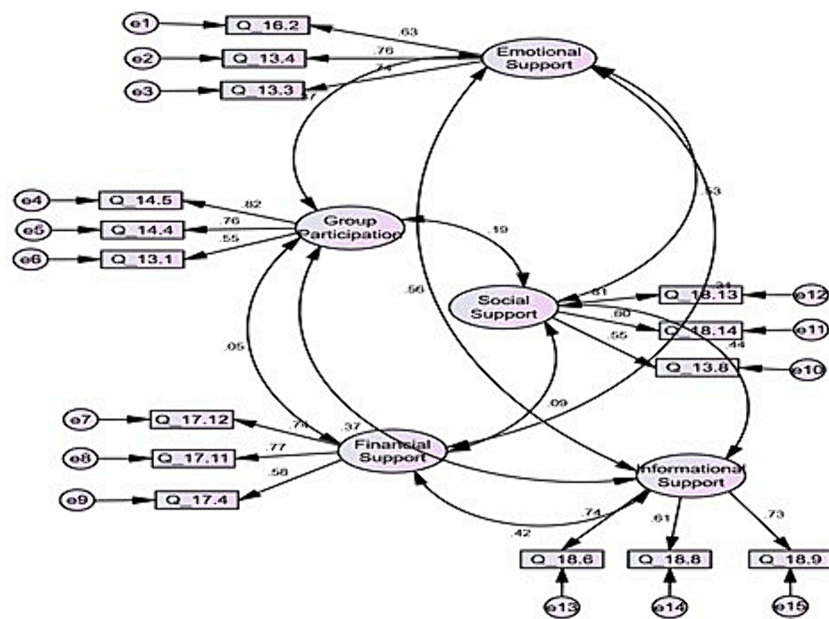 e1
Q_16.2
.63
Emotional
Support
e2
Q_13.4
.76
e3
Q_13.3
.74
e4
Q_14.5
.82
Group
Participation
e5
Q_14.4
.76
e6
Q_13.1
.55
.19
.53
.56
Social
Support
.81
Q_18.13
e12
.60
Q_18.14
e11
.55
Q_13.8
e10
.44
.05
.09
.37
e7
Q_17.12
.74
Financial
Support
e8
Q_17.11
.77
e9
Q_17.4
.58
Informational
Support
.42
.74
.61
.73
Q_18.6
Q_18.8
Q_18.9
e13
e14
e15